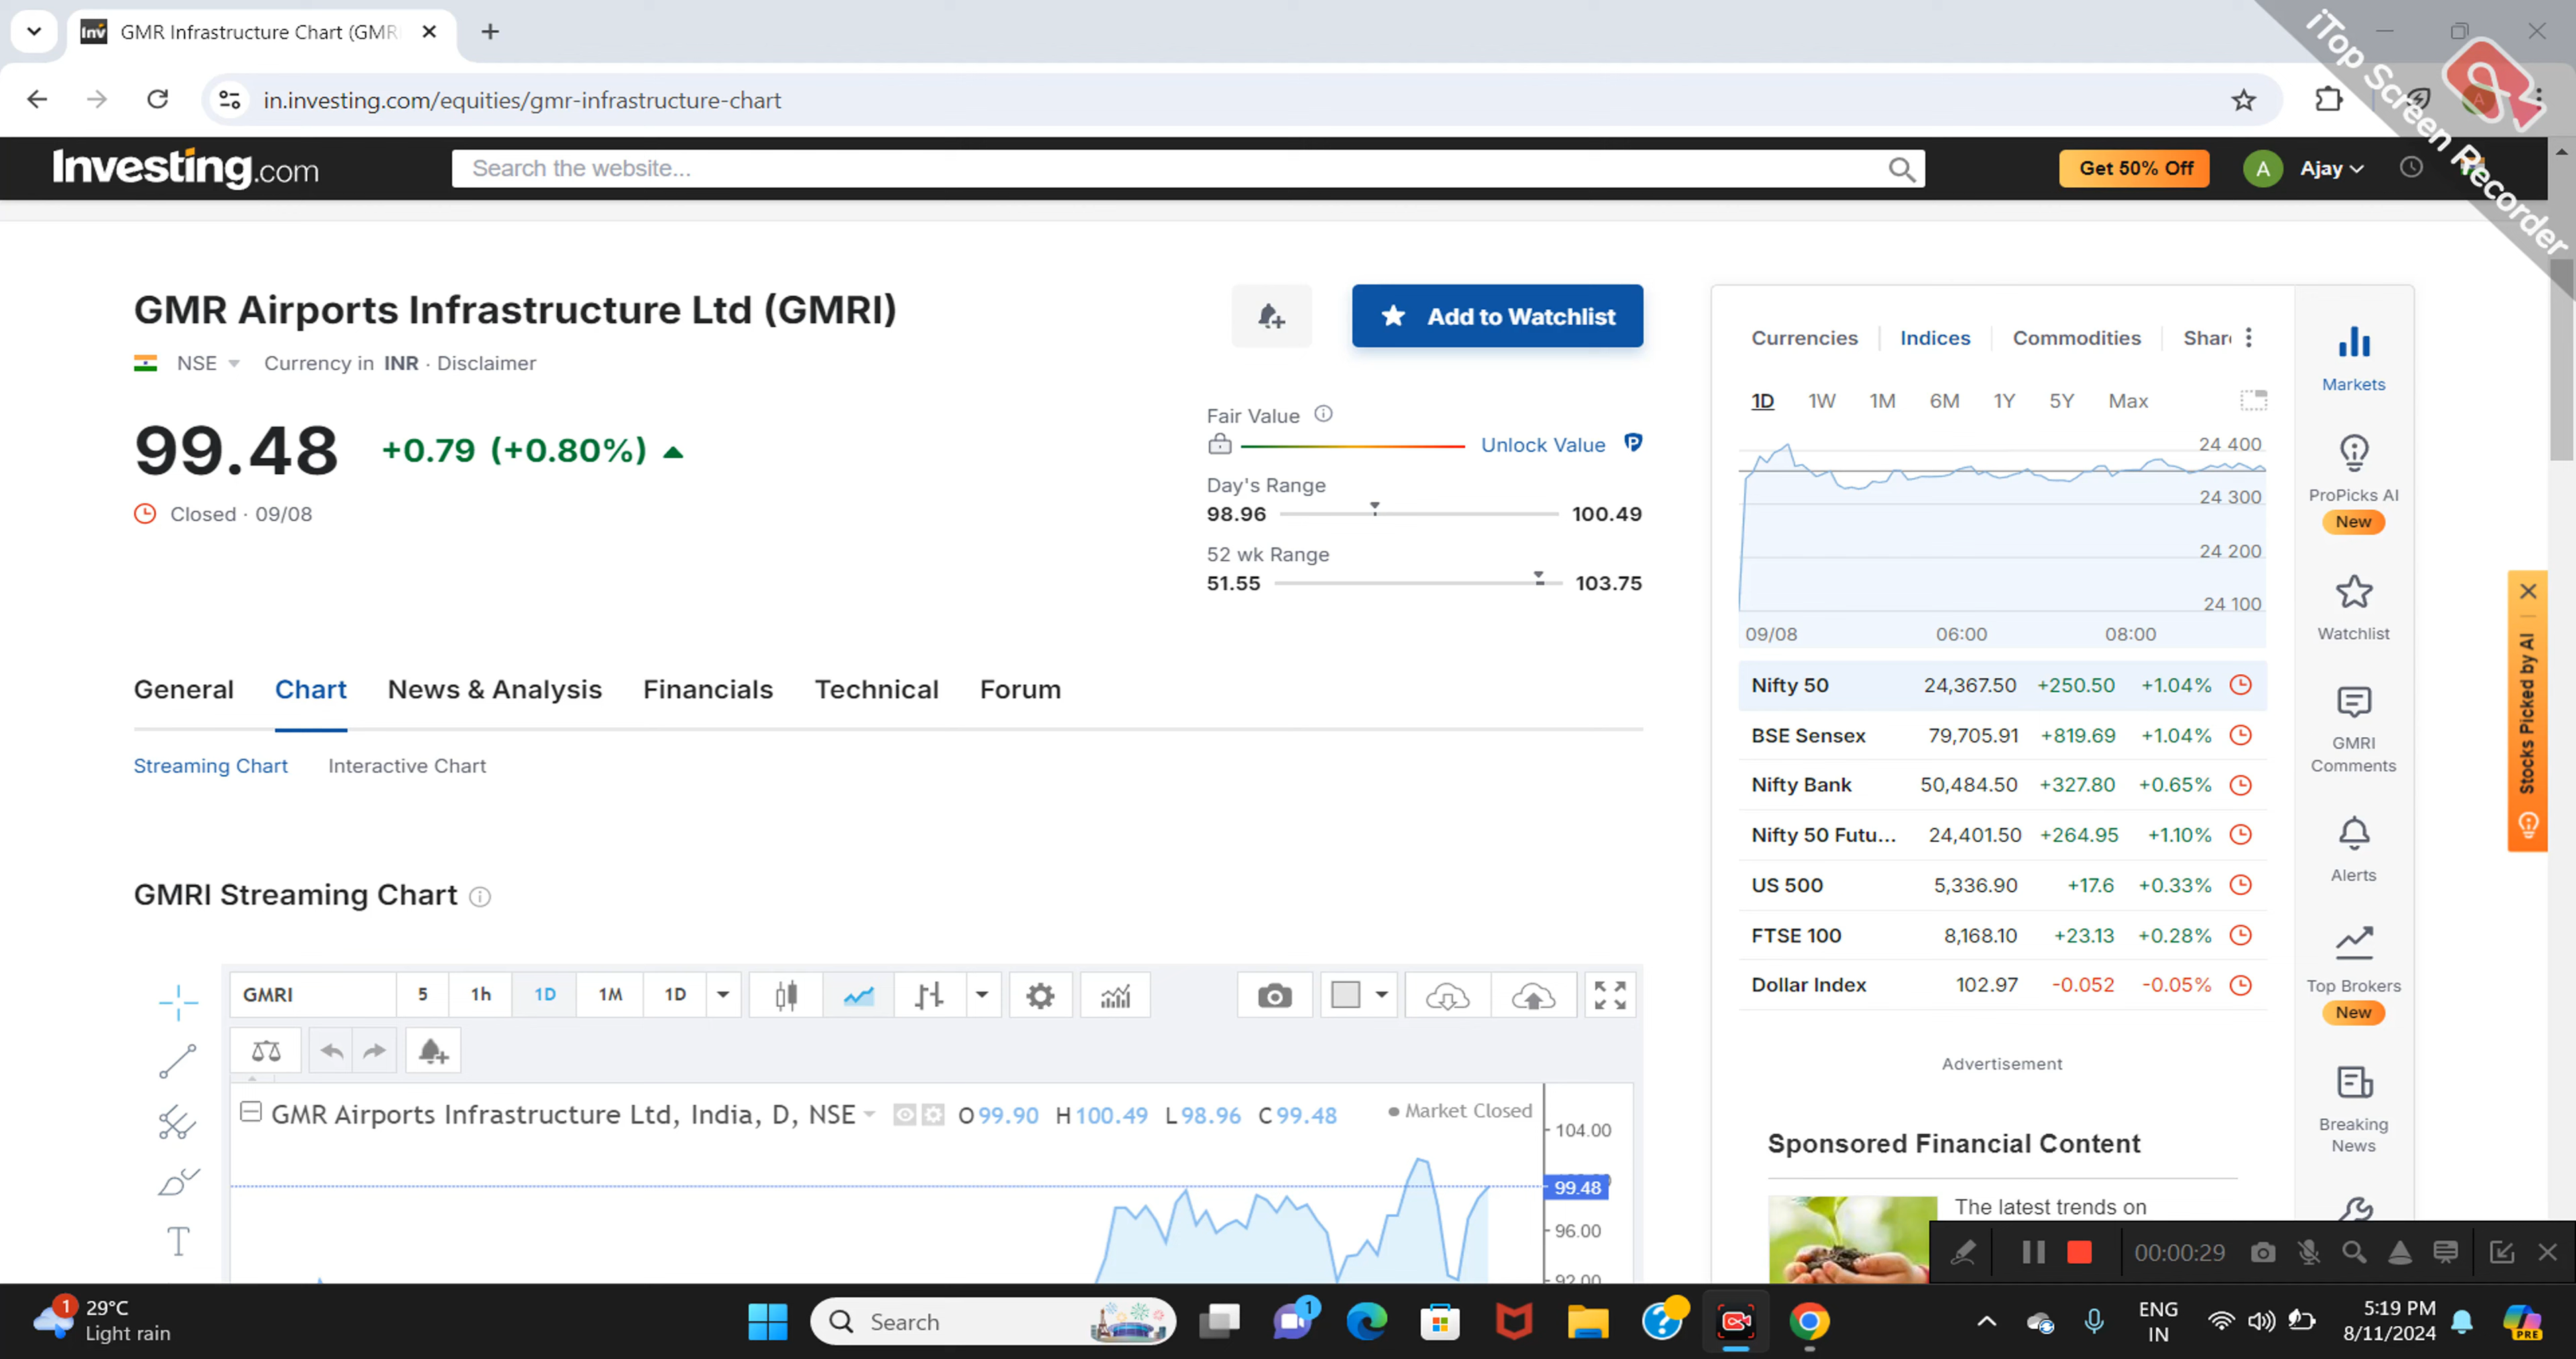 GMR Infrastructure Chart (GMR
in.investing.com/equities/gmr-infrastructure-chart
iTop Screen Recorder
Investing.com
Search the website...
Get 50% Off
A
Ajay
GMR Airports Infrastructure Ltd (GMRI)
NSE Currency in INR · Disclaimer
99.48 +0.79 (+0.80%)
Closed · 09/08
Add to Watchlist
Fair Value
Unlock Value
Day's Range
98.96 100.49
52 wk Range
51.55 103.75
General Chart News & Analysis Financials Technical Forum
Streaming Chart Interactive Chart
GMRI Streaming Chart
GMRI 5 1h 1D 1M 1D
GMR Airports Infrastructure Ltd, India, D, NSE O 99.90 H 100.49 L 98.96 C 99.48
Market Closed
104.00
99.48
96.00
92.00
T
Currencies Indices Commodities Shar
1D 1W 1M 6M 1Y 5Y Max
24 400
24 300
24 200
24 100
09/08 06:00 08:00
Nifty 50 24,367.50 +250.50 +1.04%
BSE Sensex 79,705.91 +819.69 +1.04%
Nifty Bank 50,484.50 +327.80 +0.65%
Nifty 50 Futu... 24,401.50 +264.95 +1.10%
US 500 5,336.90 +17.6 +0.33%
FTSE 100 8,168.10 +23.13 +0.28%
Dollar Index 102.97 -0.052 -0.05%
Advertisement
Sponsored Financial Content
The latest trends on
Markets
ProPicks AI
New
Watchlist
GMRI
Comments
Alerts
Top Brokers
New
Breaking
News
Stocks Picked by AI
00:00:29
1
29°C
Light rain
Search
1
ENG
IN
5:19 PM
8/11/2024
PRE